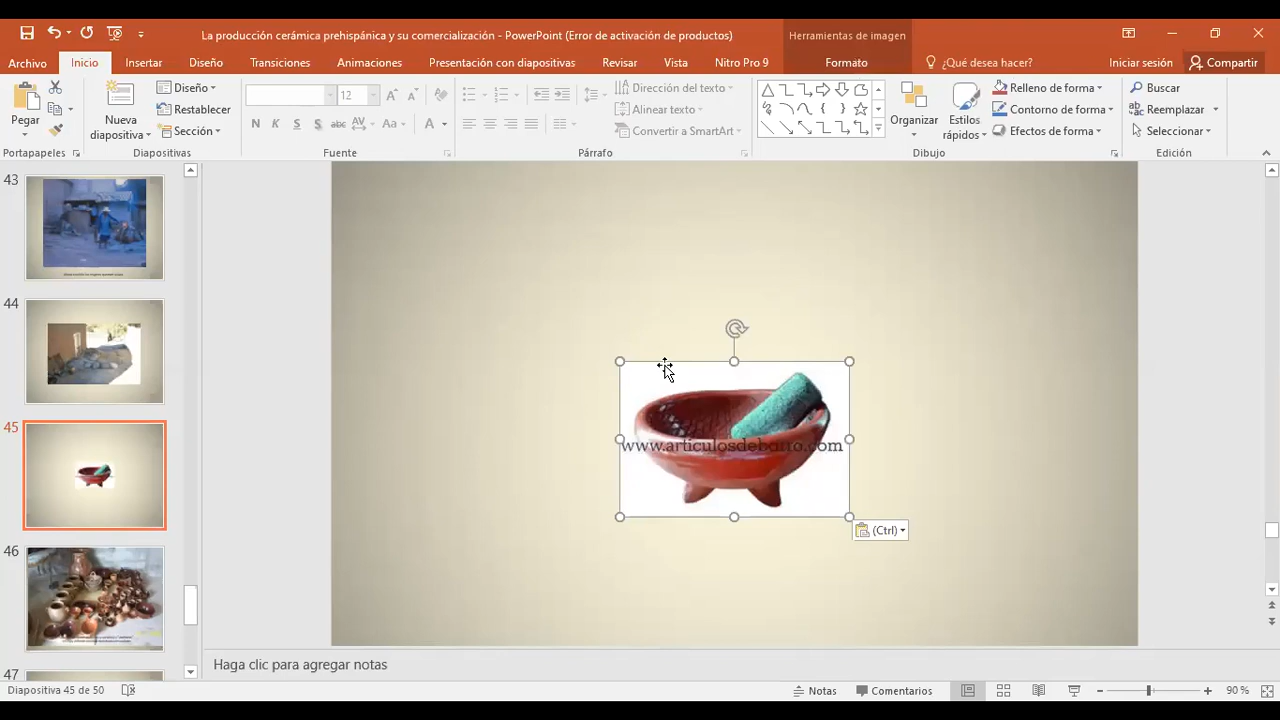 La producción cerámica prehispánica y su comercialización - PowerPoint (Error de activación de productos)
Herramientas de imagen
Archivo Inicio Insertar Diseño Transiciones Animaciones Presentación con diapositivas Revisar Vista Nitro Pro 9 Formato ¿Qué desea hacer? Iniciar sesión Compartir
Pegar
Portapapeles
Nueva diapositiva
Diseño
Restablecer
Sección
Diapositivas
12
N K S S abc AV Aa A
Fuente
Dirección del texto
Alinear texto
Convertir a SmartArt
Párrafo
Organizar
Estilos rápidos
Relleno de forma
Contorno de forma
Efectos de forma
Dibujo
Buscar
Reemplazar
Seleccionar
Edición
43
44
45
46
47
www.articulosdebarro.com
(Ctrl)
Haga clic para agregar notas
Diapositiva 45 de 50
Notas
Comentarios
90 %